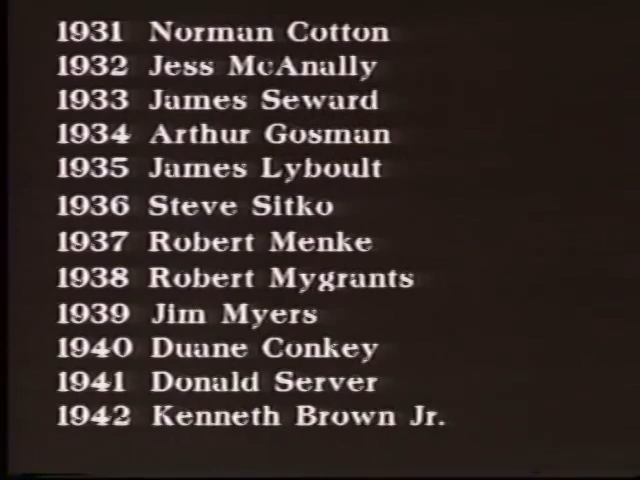 1931 Norman Cotton
1932 Jess McAnally
1933 James Seward
1934 Arthur Gosman
1935 James Lyboult
1936 Steve Sitko
1937 Robert Menke
1938 Robert Mygrants
1939 Jim Myers
1940 Duane Conkey
1941 Donald Server
1942 Kenneth Brown Jr.